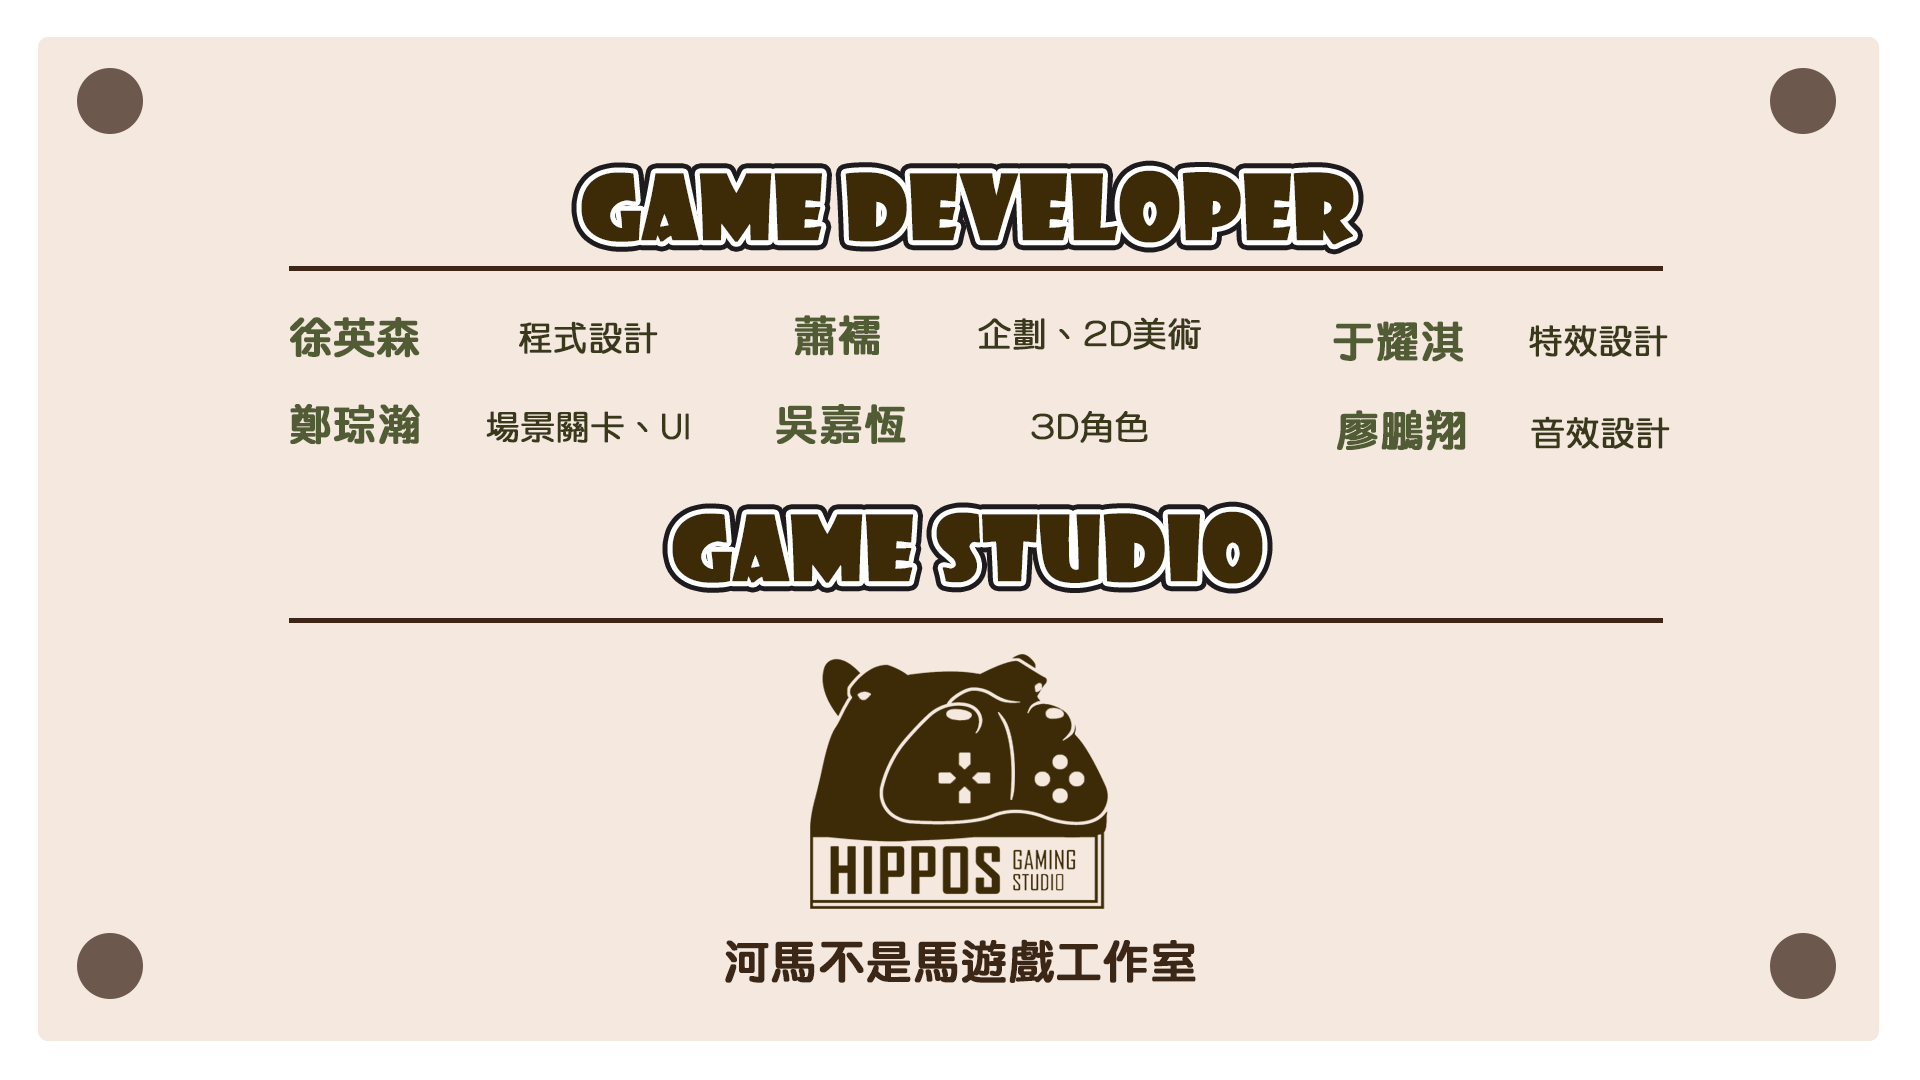 GAME DEVELOPER
徐英森 程式設計 蕭襦 企劃、2D美術 于耀淇 特效設計
鄭琮瀚 場景關卡、UI 吳嘉恆 3D角色 廖鵬翔 音效設計
GAME STUDIO
HIPPOS GAMING STUDIO
河馬不是馬遊戲工作室